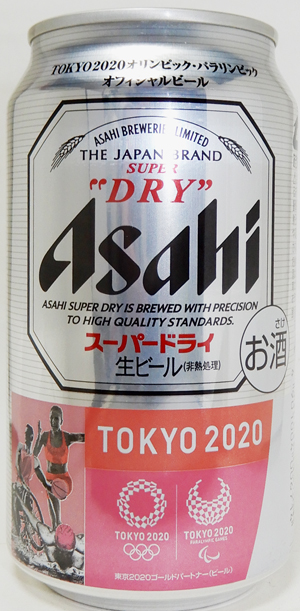 TOKYO2020オリンピック・パラリンピック
オフィシャルビール
ASAHI BREWERIES LIMITED
THE JAPAN BRAND
SUPER
"DRY"
Asahi
ASAHI SUPER DRY IS BREWED WITH PRECISION
TO HIGH QUALITY STANDARDS.
スーパードライ
生ビール(非熱処理)
さけ
お酒
TOKYO 2020
TOKYO 2020
TOKYO 2020
PARALYMPIC GAMES
東京2020ゴールドパートナー(ビール)